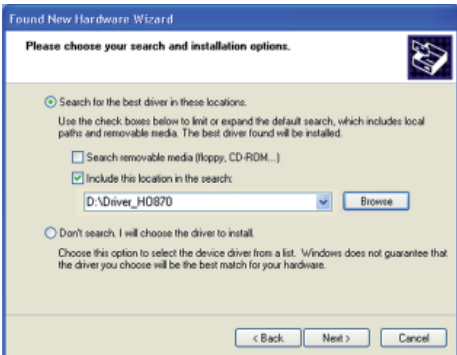 Found New Hardware Wizard
Please choose your search and installation options.
Search for the best driver in these locations.
Use the check boxes below to limit or expand the default search, which includes local
paths and removable media. The best driver found will be installed.
Search removable media (floppy, CD-ROM...)
Include this location in the search:
D:\Driver_HO870
Browse
Don't search. I will choose the driver to install.
Choose this option to select the device driver from a list. Windows does not guarantee that
the driver you choose will be the best match for your hardware.
< Back
Next >
Cancel